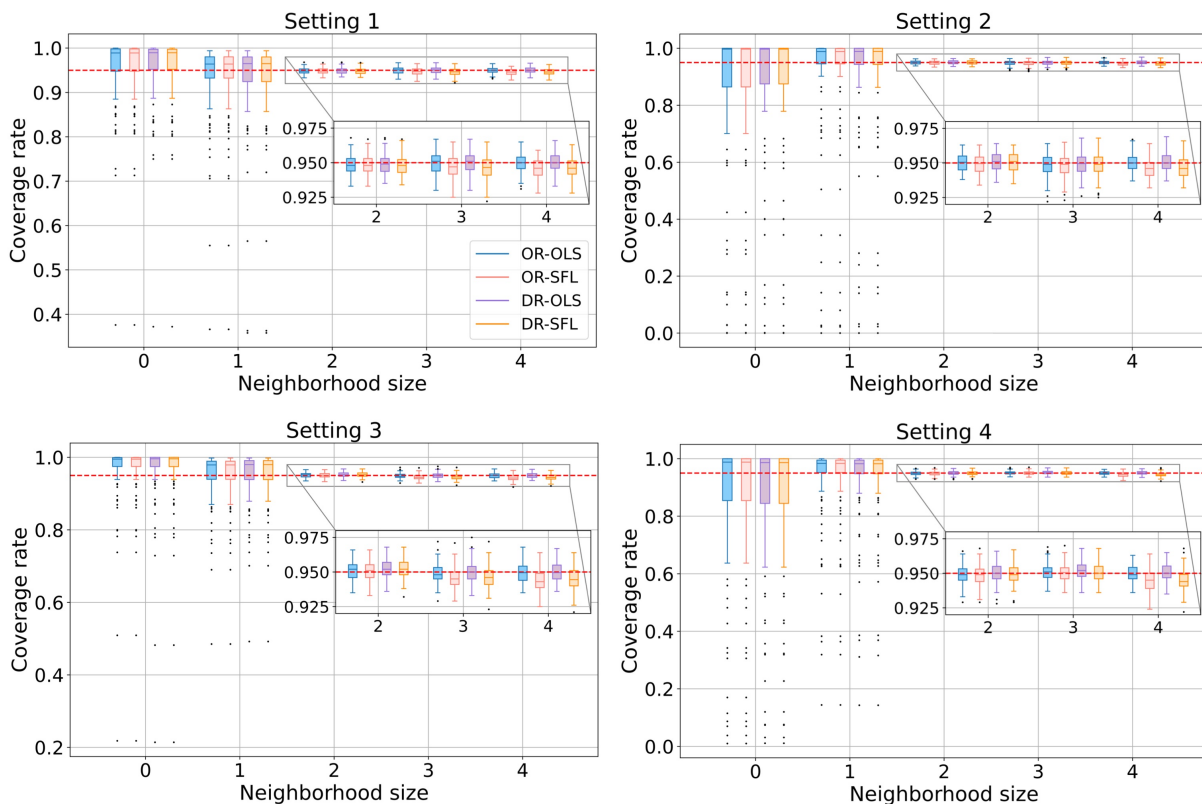 Setting 1
Coverage rate
1.0
0.9
0.8
0.7
0.6
0.5
0.4
0.975
0.950
0.925
2 3 4
OR-OLS
OR-SFL
DR-OLS
DR-SFL
0 1 2 3 4
Neighborhood size
Setting 2
Coverage rate
1.0
0.8
0.6
0.4
0.2
0.0
0.975
0.950
0.925
2 3 4
0 1 2 3 4
Neighborhood size
Setting 3
Coverage rate
1.0
0.8
0.6
0.4
0.2
0.975
0.950
0.925
2 3 4
0 1 2 3 4
Neighborhood size
Setting 4
Coverage rate
1.0
0.8
0.6
0.4
0.2
0.0
0.975
0.950
0.925
2 3 4
0 1 2 3 4
Neighborhood size